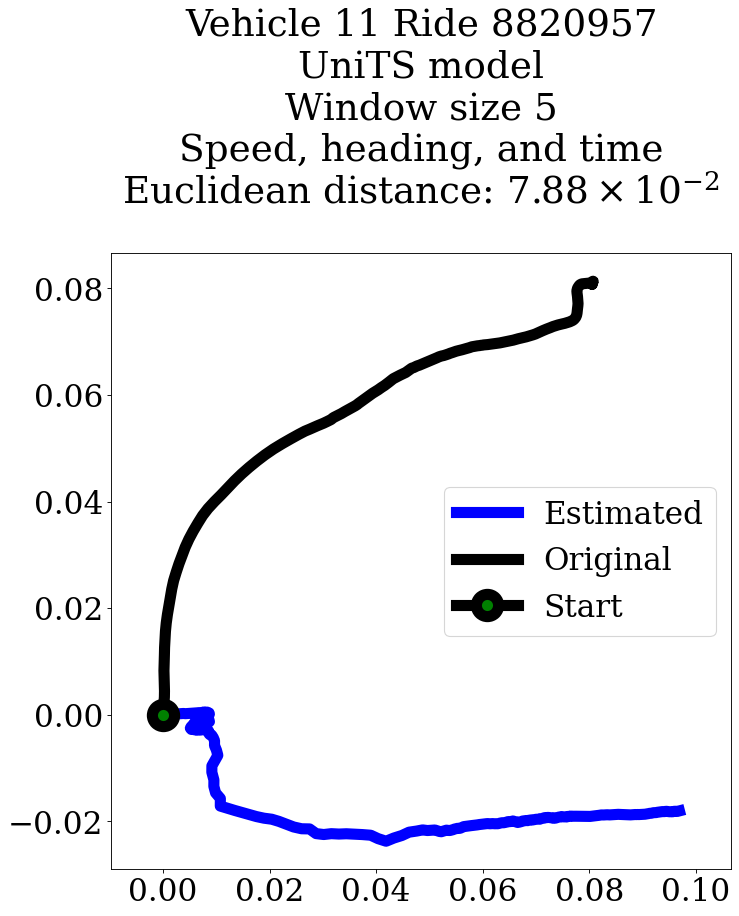 Vehicle 11 Ride 8820957
UniTS model
Window size 5
Speed, heading, and time
Euclidean distance: 7.88 × 10⁻²
0.08
0.06
0.04
0.02
0.00
−0.02
Estimated
Original
Start
0.00 0.02 0.04 0.06 0.08 0.10